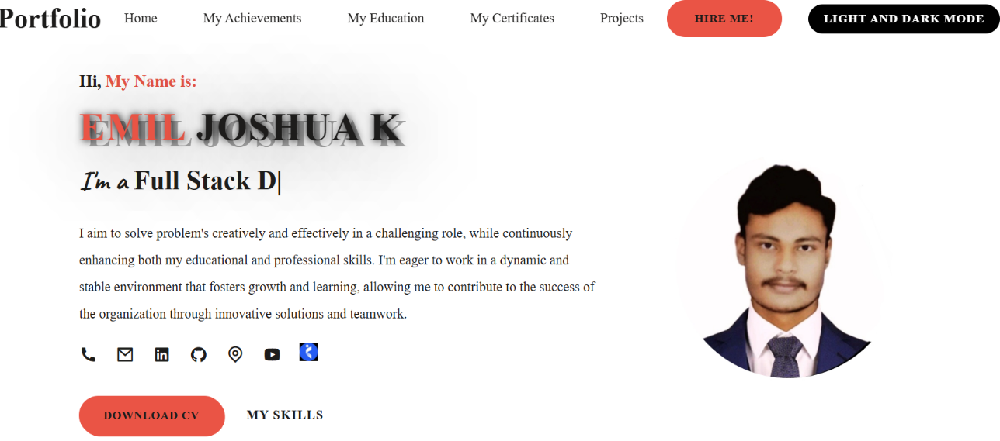 Portfolio Home My Achievements My Education My Certificates Projects HIRE ME! LIGHT AND DARK MODE
Hi, My Name is:
EMIL JOSHUA K
I'm a Full Stack D|
I aim to solve problem's creatively and effectively in a challenging role, while continuously
enhancing both my educational and professional skills. I'm eager to work in a dynamic and
stable environment that fosters growth and learning, allowing me to contribute to the success of
the organization through innovative solutions and teamwork.
DOWNLOAD CV MY SKILLS